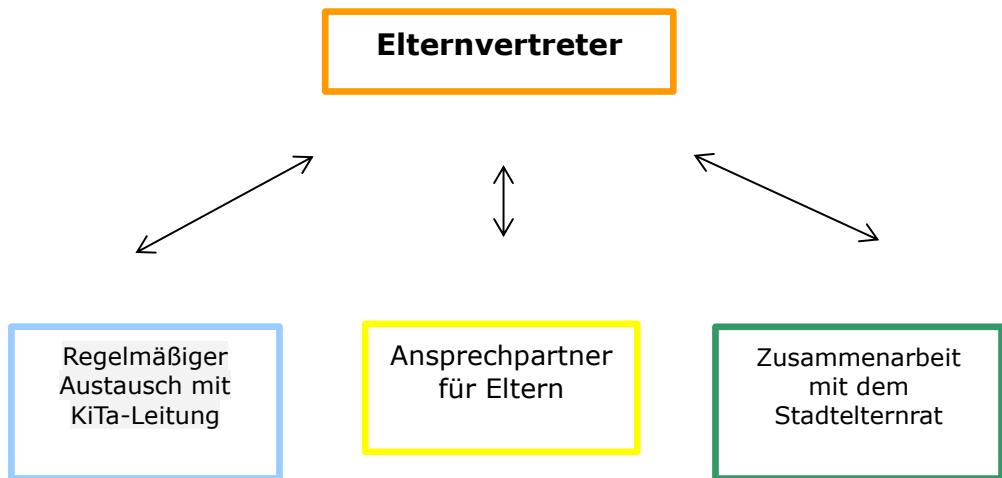 Elternvertreter
Regelmäßiger
Austausch mit
KiTa-Leitung
Ansprechpartner
für Eltern
Zusammenarbeit
mit dem
Stadtelternrat